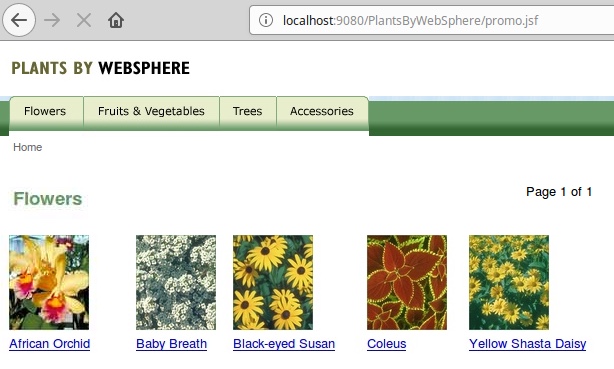 localhost:9080/PlantsByWebSphere/promo.jsf
PLANTS BY WEBSPHERE
Flowers Fruits & Vegetables Trees Accessories
Home
Flowers
Page 1 of 1
African Orchid Baby Breath Black-eyed Susan Coleus Yellow Shasta Daisy